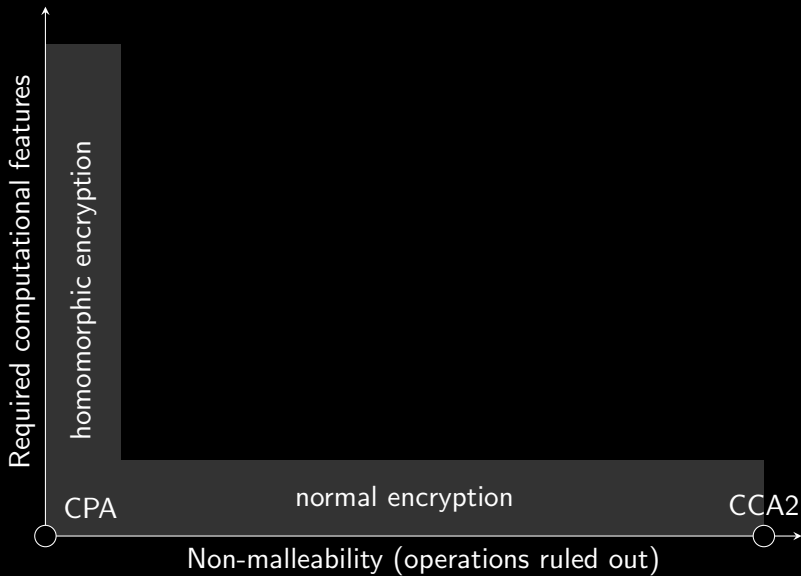 Required computational features
homomorphic encryption
CPA
normal encryption
CCA2
Non-malleability (operations ruled out)